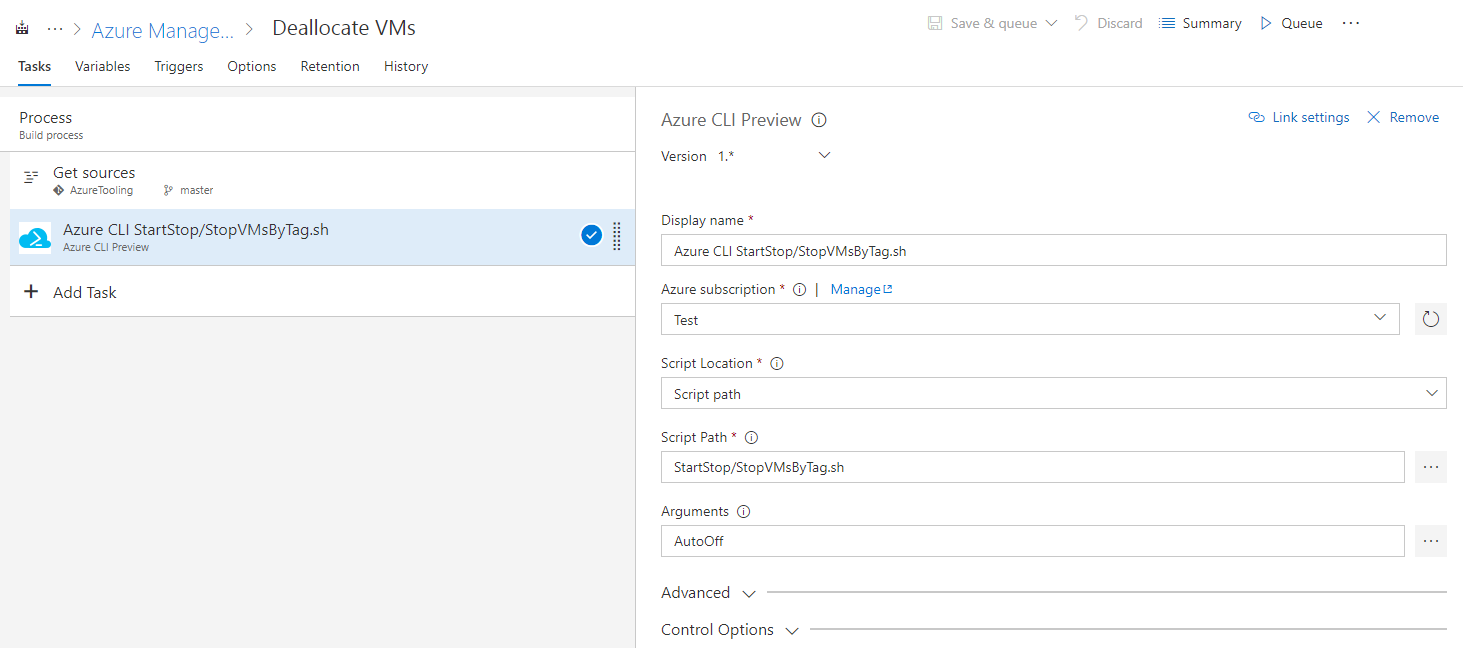 ··· > Azure Manage... > Deallocate VMs
Save & queue Discard Summary Queue ···
Tasks Variables Triggers Options Retention History
Process
Build process
Get sources
AzureTooling master
Azure CLI StartStop/StopVMsByTag.sh
Azure CLI Preview
+ Add Task
Azure CLI Preview
Link settings Remove
Version 1.*
Display name *
Azure CLI StartStop/StopVMsByTag.sh
Azure subscription * | Manage
Test
Script Location *
Script path
Script Path *
StartStop/StopVMsByTag.sh
···
Arguments
AutoOff
···
Advanced
Control Options